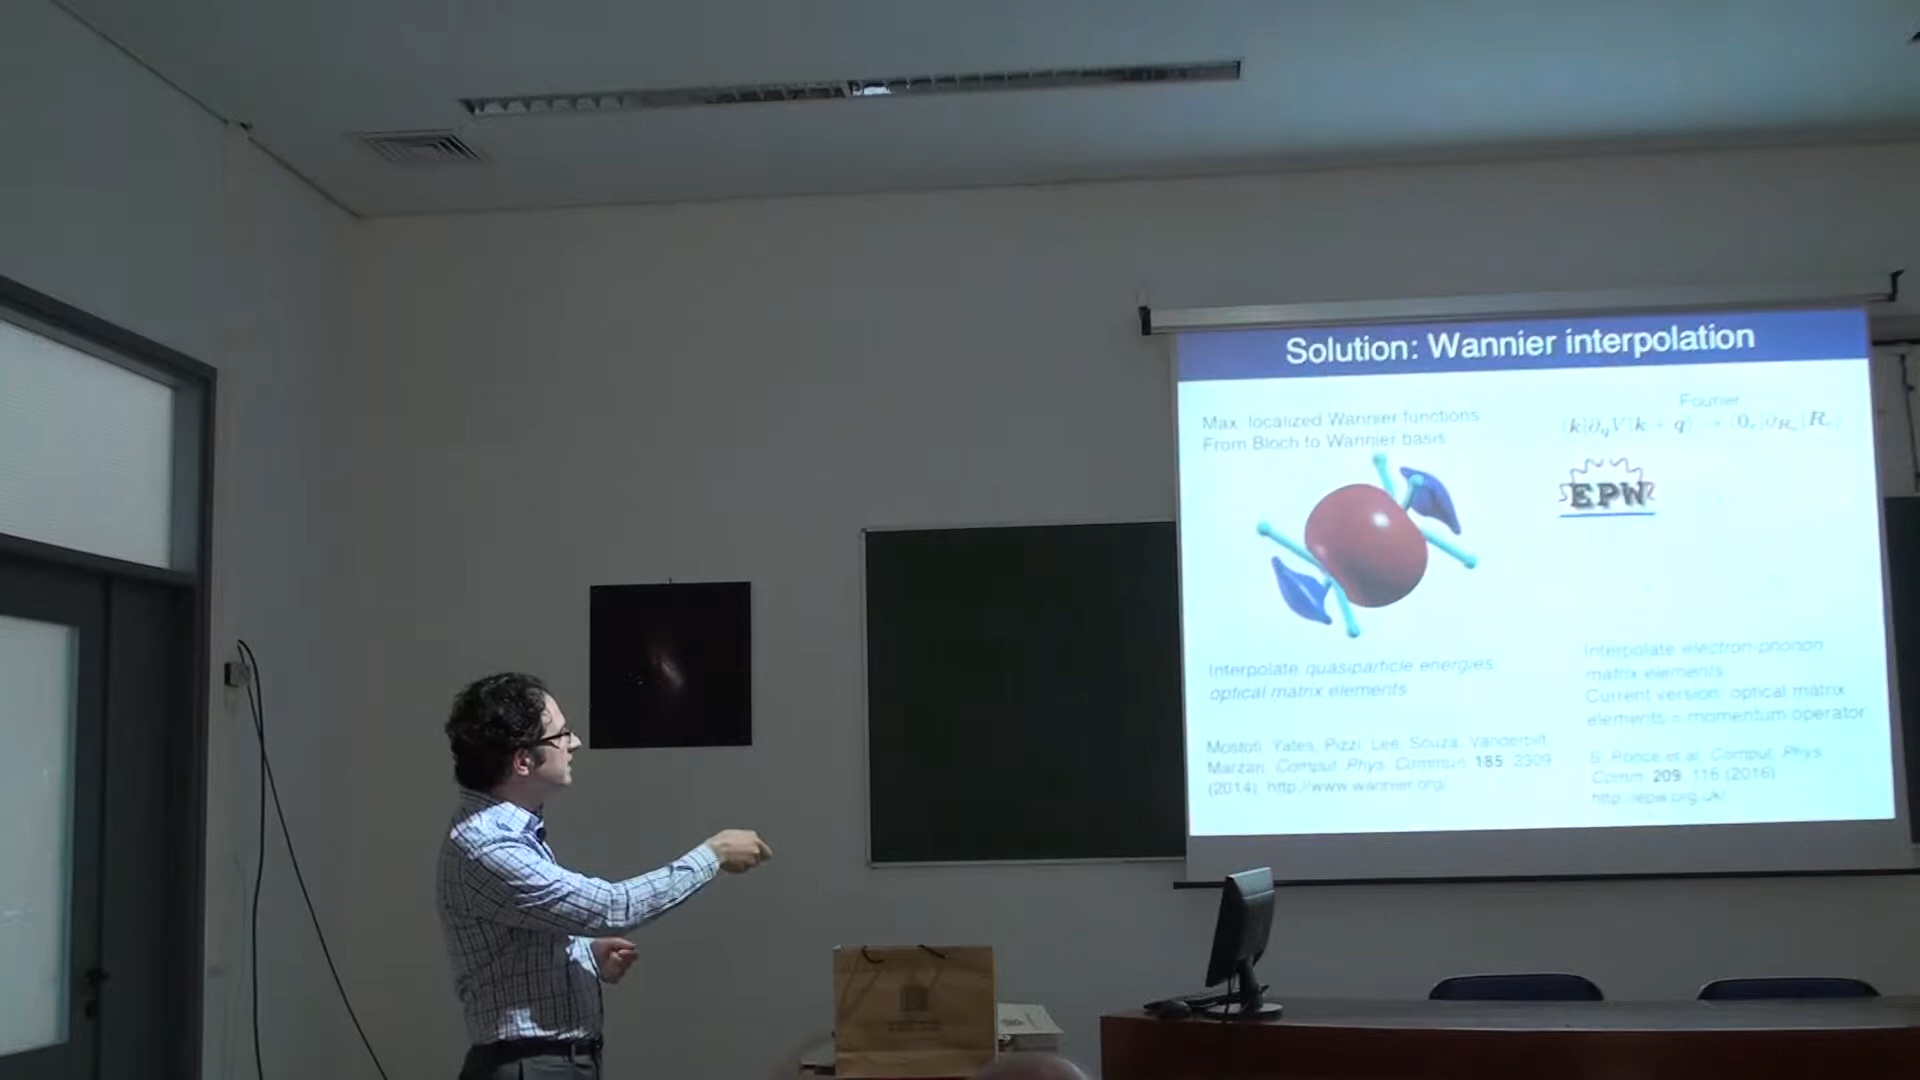 Solution: Wannier interpolation
Max. localized Wannier functions
From Bloch to Wannier basis
Interpolate quasiparticle energies,
optical matrix elements
Mostofi, Yates, Pizzi, Lee, Souza, Vanderbilt,
Marzari, Comput. Phys. Commun. 185, 2309
(2014). http://www.wannier.org/
Fourier
EPW
Interpolate electron-phonon
matrix elements
Current version: optical matrix
elements = momentum operator
S. Ponce et al, Comput. Phys.
Comm. 209, 116 (2016)
http://epw.org.uk/